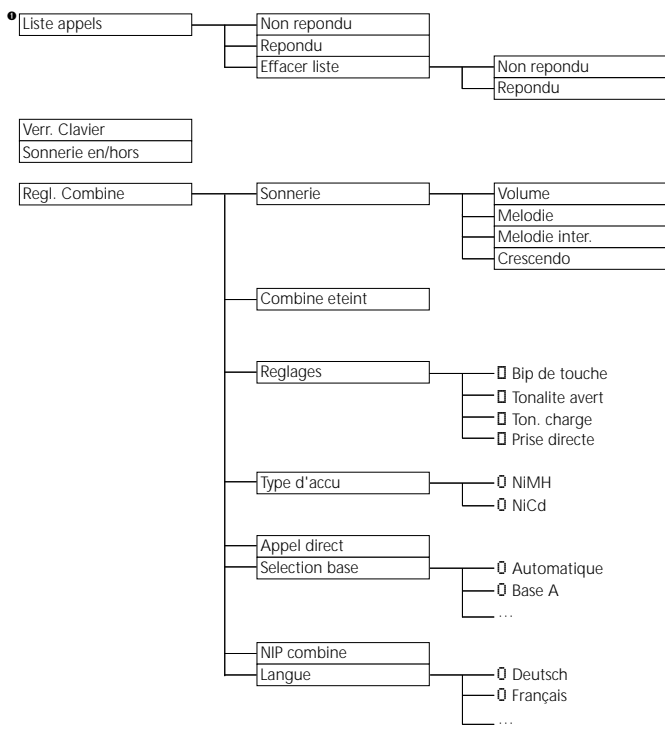 ❶
Liste appels
Non repondu
Repondu
Effacer liste
Non repondu
Repondu
Verr. Clavier
Sonnerie en/hors
Regl. Combine
Sonnerie
Volume
Melodie
Melodie inter.
Crescendo
Combine eteint
Reglages
Bip de touche
Tonalite avert
Ton. charge
Prise directe
Type d'accu
NiMH
NiCd
Appel direct
Selection base
Automatique
Base A
...
NIP combine
Langue
Deutsch
Français
...